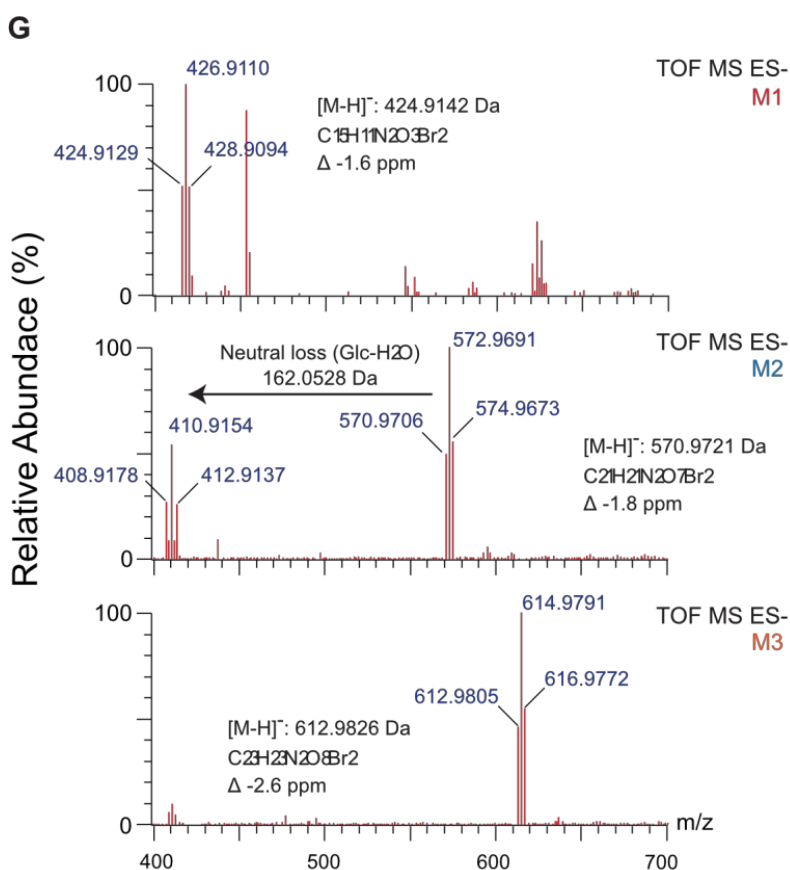 G
Relative Abundace (%)
TOF MS ES-
M1
100
0
426.9110
424.9129
428.9094
[M-H]⁻: 424.9142 Da
C15H11N2O3Br2
Δ -1.6 ppm
TOF MS ES-
M2
100
0
Neutral loss (Glc-H2O)
162.0528 Da
572.9691
570.9706
574.9673
410.9154
408.9178
412.9137
[M-H]⁻: 570.9721 Da
C21H21N2O7Br2
Δ -1.8 ppm
TOF MS ES-
M3
100
0
614.9791
612.9805
616.9772
[M-H]⁻: 612.9826 Da
C23H23N2O8Br2
Δ -2.6 ppm
m/z
400 500 600 700